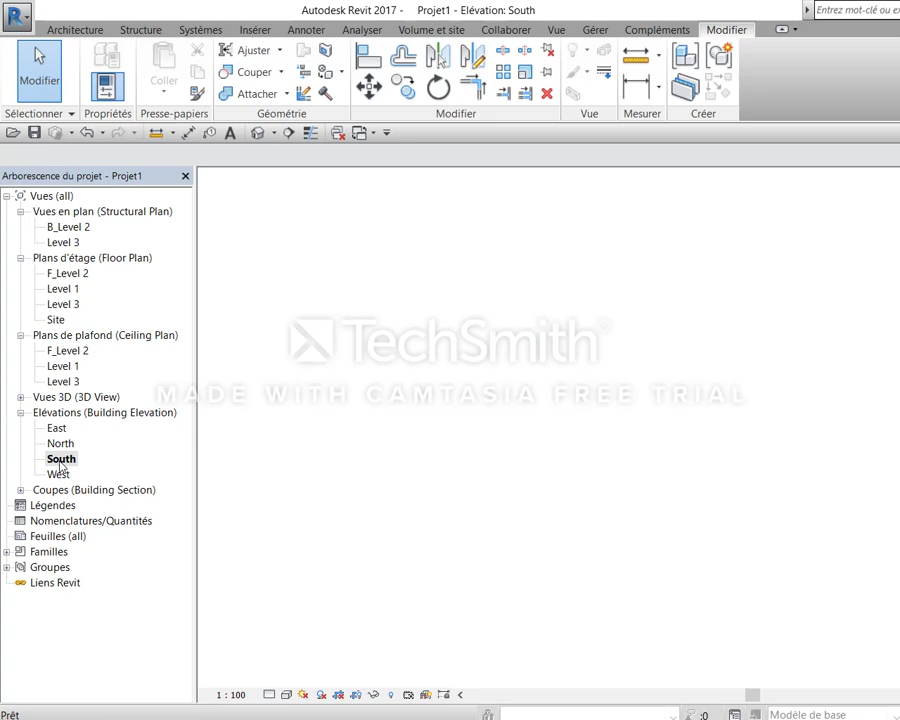 Autodesk Revit 2017 - Projet1 - Elévation: South
Entrez mot-clé ou ex
Architecture Structure Systèmes Insérer Annoter Analyser Volume et site Collaborer Vue Gérer Compléments Modifier
Modifier
Coller
Ajuster
Couper
Attacher
Sélectionner Propriétés Presse-papiers Géométrie Modifier Vue Mesurer Créer
Arborescence du projet - Projet1
Vues (all)
Vues en plan (Structural Plan)
B_Level 2
Level 3
Plans d'étage (Floor Plan)
F_Level 2
Level 1
Level 3
Site
Plans de plafond (Ceiling Plan)
F_Level 2
Level 1
Level 3
Vues 3D (3D View)
Elévations (Building Elevation)
East
North
South
West
Coupes (Building Section)
Légendes
Nomenclatures/Quantités
Feuilles (all)
Familles
Groupes
Liens Revit
TechSmith
MADE WITH CAMTASIA FREE TRIAL
1 : 100
Prêt
:0
Modèle de base